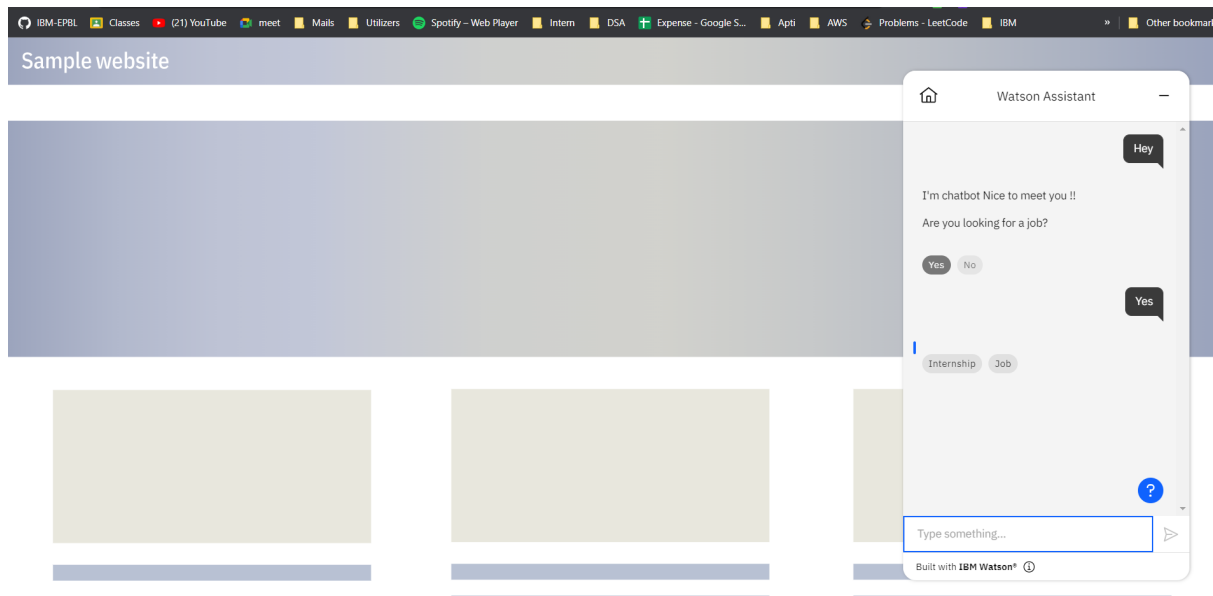 IBM-EPBL Classes (21) YouTube meet Mails Utilizers Spotify – Web Player Intern DSA Expense - Google S... Apti AWS Problems - LeetCode IBM » Other bookmar
Sample website
Watson Assistant
Hey
I'm chatbot Nice to meet you !!
Are you looking for a job?
Yes No
Yes
Internship Job
?
Type something...
Built with IBM Watson®